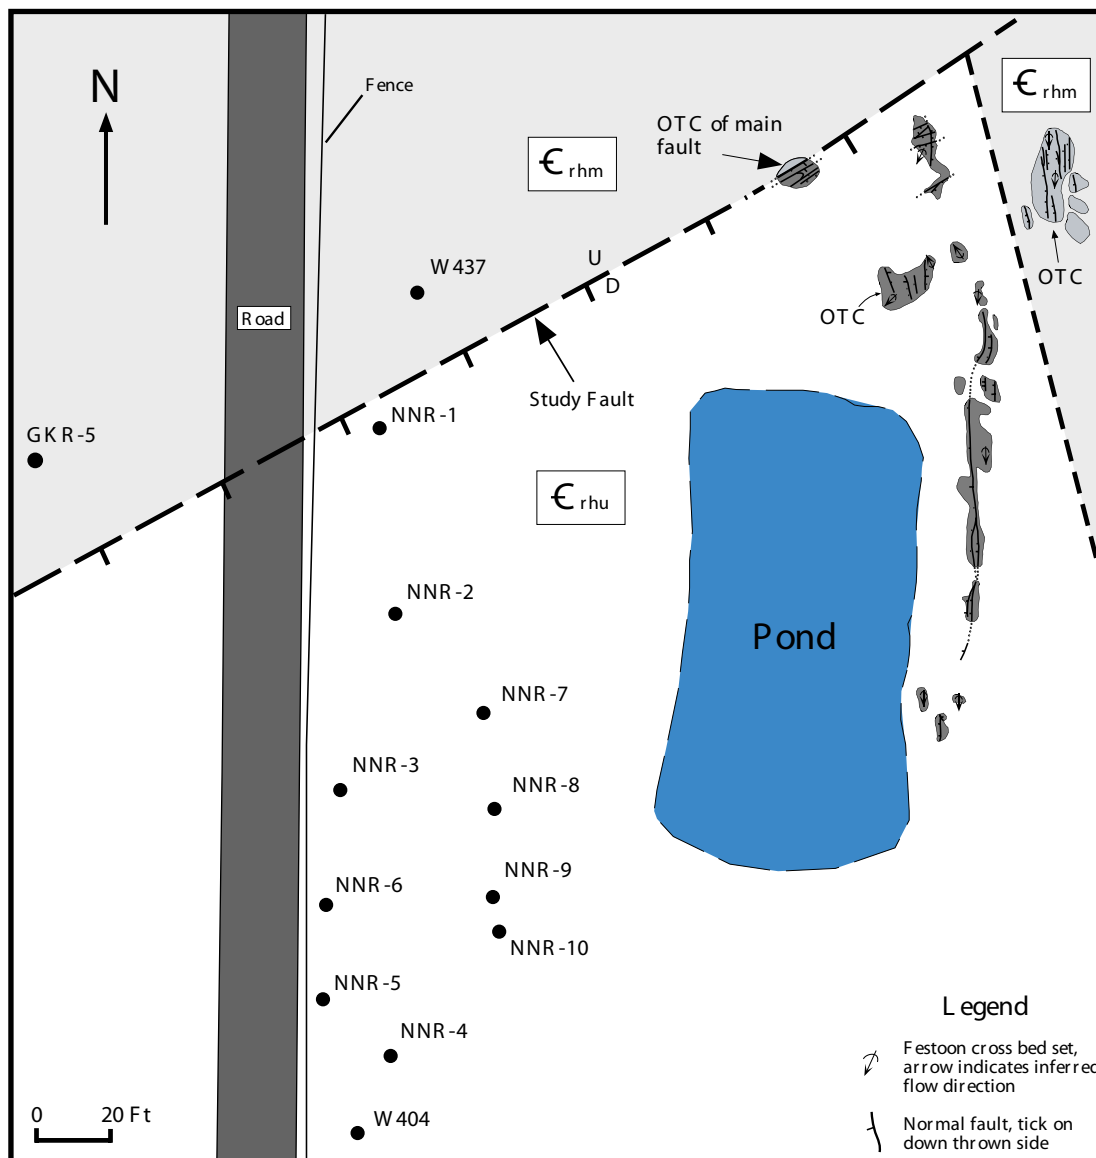 N
Fence
OTC of main
fault
Є rhm
Є rhm
W437
U
D
Road
OTC
OTC
Study Fault
NNR-1
GKR-5
Є rhu
NNR-2
Pond
NNR-7
NNR-3
NNR-8
NNR-9
NNR-6
NNR-10
NNR-5
NNR-4
W404
0 20 Ft
Legend
Festoon cross bed set,
arrow indicates inferred
flow direction
Normal fault, tick on
down thrown side